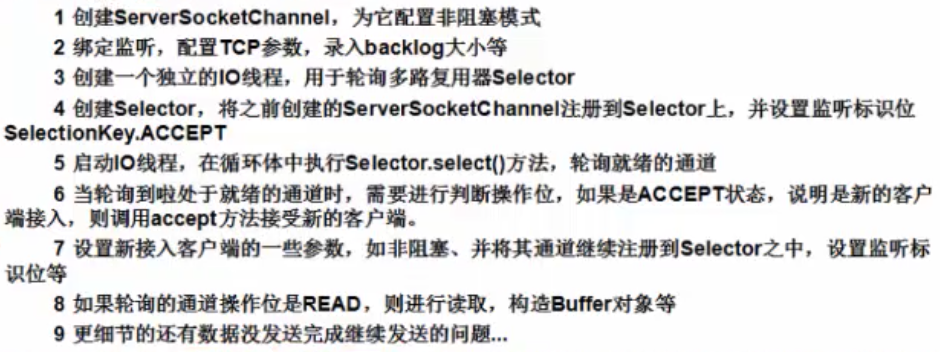 1 创建ServerSocketChannel，为它配置非阻塞模式
2 绑定监听，配置TCP参数，录入backlog大小等
3 创建一个独立的IO线程，用于轮询多路复用器Selector
4 创建Selector，将之前创建的ServerSocketChannel注册到Selector上，并设置监听标识位
SelectionKey.ACCEPT
5 启动IO线程，在循环体中执行Selector.select()方法，轮询就绪的通道
6 当轮询到啦处于就绪的通道时，需要进行判断操作位，如果是ACCEPT状态，说明是新的客户
端接入，则调用accept方法接受新的客户端。
7 设置新接入客户端的一些参数，如非阻塞、并将其通道继续注册到Selector之中，设置监听标
识位等
8 如果轮询的通道操作位是READ，则进行读取，构造Buffer对象等
9 更细节的还有数据没发送完成继续发送的问题...